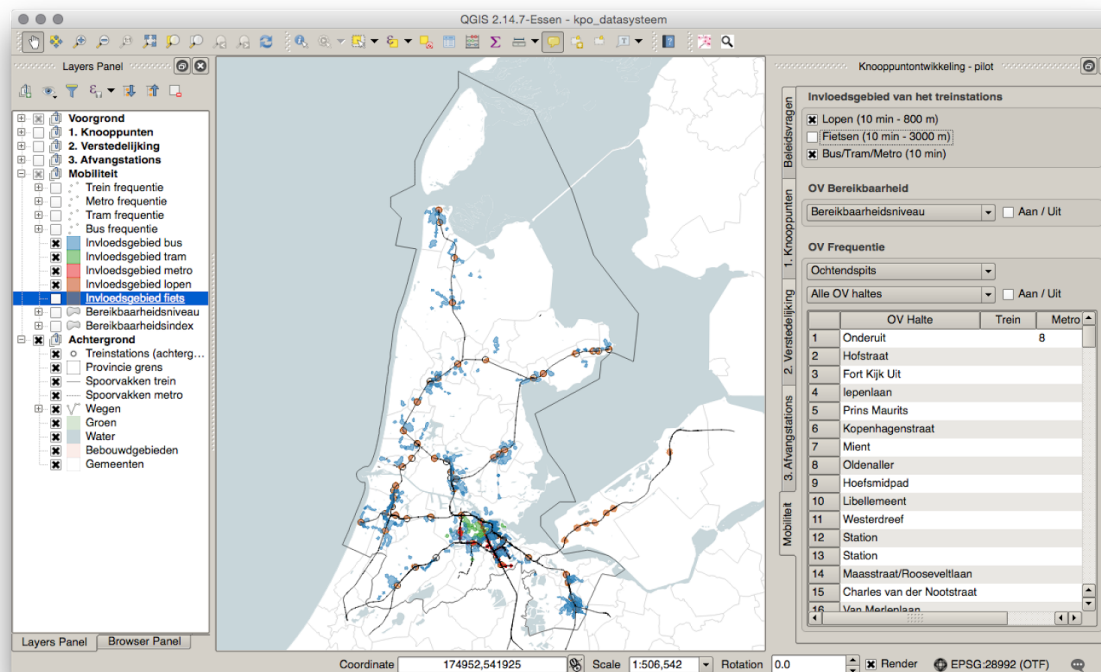 QGIS 2.14.7-Essen - kpo_datasysteem
Layers Panel
Voorgrond
1. Knooppunten
2. Verstedelijking
3. Afvangstations
Mobiliteit
Trein frequentie
Metro frequentie
Tram frequentie
Bus frequentie
Invloedsgebied bus
Invloedsgebied tram
Invloedsgebied metro
Invloedsgebied lopen
Invloedsgebied fiets
Bereikbaarheidsniveau
Bereikbaarheidsindex
Achtergrond
Treinstations (achterg...
Provincie grens
Spoorvakken trein
Spoorvakken metro
Wegen
Groen
Water
Bebouwdgebieden
Gemeenten
Layers Panel
Browser Panel
Knooppuntontwikkeling - pilot
Beleidsvragen
1. Knooppunten
2. Verstedelijking
3. Afvangstations
Mobiliteit
Invloedsgebied van het treinstations
Lopen (10 min - 800 m)
Fietsen (10 min - 3000 m)
Bus/Tram/Metro (10 min)
OV Bereikbaarheid
Bereikbaarheidsniveau
Aan / Uit
OV Frequentie
Ochtendspits
Alle OV haltes
Aan / Uit
OV Halte Trein Metro
1 Onderuit 8
2 Hofstraat
3 Fort Kijk Uit
4 Iepenlaan
5 Prins Maurits
6 Kopenhagenstraat
7 Mient
8 Oldenaller
9 Hoefsmidpad
10 Libellemeent
11 Westerdreef
12 Station
13 Station
14 Maasstraat/Rooseveltlaan
15 Charles van der Nootstraat
16 Van Merlenlaan
Coordinate 174952,541925 Scale 1:506,542 Rotation 0.0 Render EPSG:28992 (OTF)